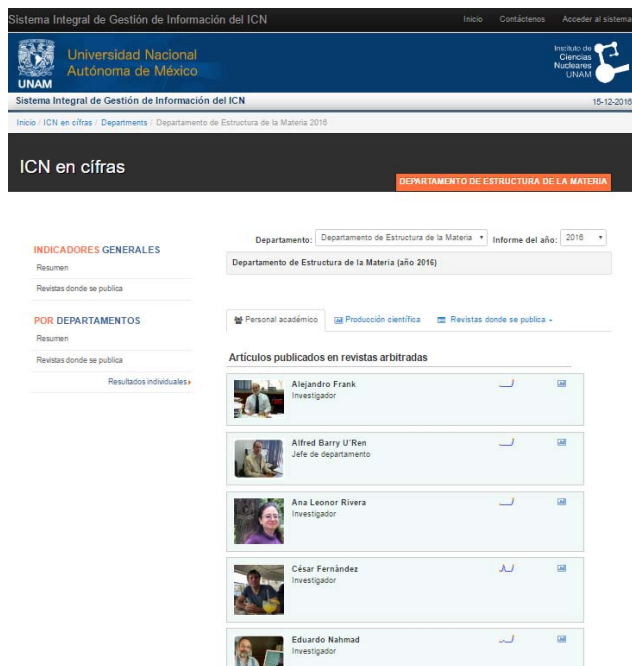 Sistema Integral de Gestión de Información del ICN
Inicio Contáctenos Acceder al sistema
UNAM
Universidad Nacional
Autónoma de México
Instituto de
Ciencias
Nucleares
UNAM
Sistema Integral de Gestión de Información del ICN
15-12-2016
Inicio / ICN en cifras / Departments / Departamento de Estructura de la Materia 2016
ICN en cífras
DEPARTAMENTO DE ESTRUCTURA DE LA MATERIA
INDICADORES GENERALES
Resumen
Revistas donde se publica
POR DEPARTAMENTOS
Resumen
Revistas donde se publica
Resultados individuales
Departamento: Departamento de Estructura de la Materia Informe del año: 2016
Departamento de Estructura de la Materia (año 2016)
Personal académico Producción científica Revistas donde se publica
Artículos publicados en revistas arbitradas
Alejandro Frank
Investigador
Alfred Barry U'Ren
Jefe de departamento
Ana Leonor Rivera
Investigador
César Fernández
Investigador
Eduardo Nahmad
Investigador